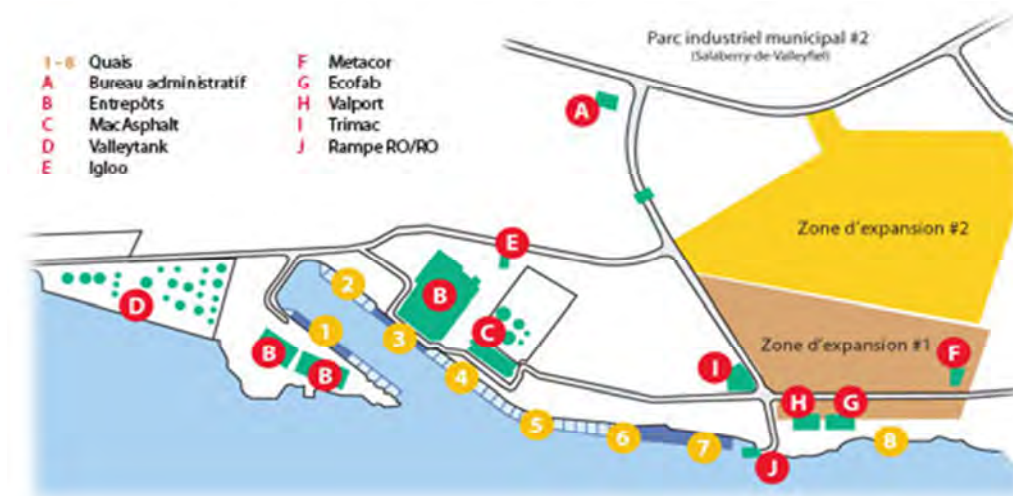 1-8 Quais
A Bureau administratif
B Entrepôts
C MacAsphalt
D Valleytank
E Igloo
F Metacor
G Ecofab
H Valport
I Trimac
J Rampe RO/RO
Parc industriel municipal #2
(Salaberry-de-Valleyfiel)
A
Zone d'expansion #2
E
2
B
D
C
1
3
Zone d'expansion #1
B
B
4
I
F
H
G
5
6
7
8
J